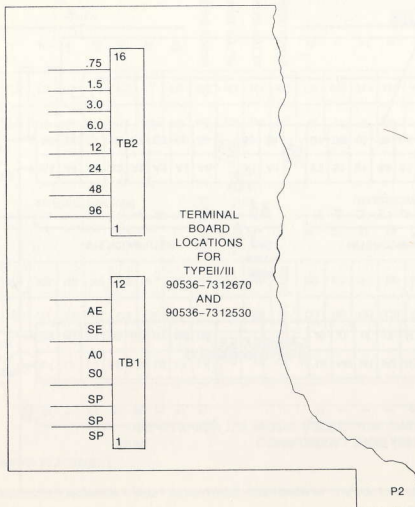 16
.75
1.5
3.0
6.0
12
TB2
24
48
96
1
TERMINAL
BOARD
LOCATIONS
FOR
TYPEII/III
90536-7312670
AND
90536-7312530
12
AE
SE
A0
TB1
S0
SP
SP
SP
1
P2